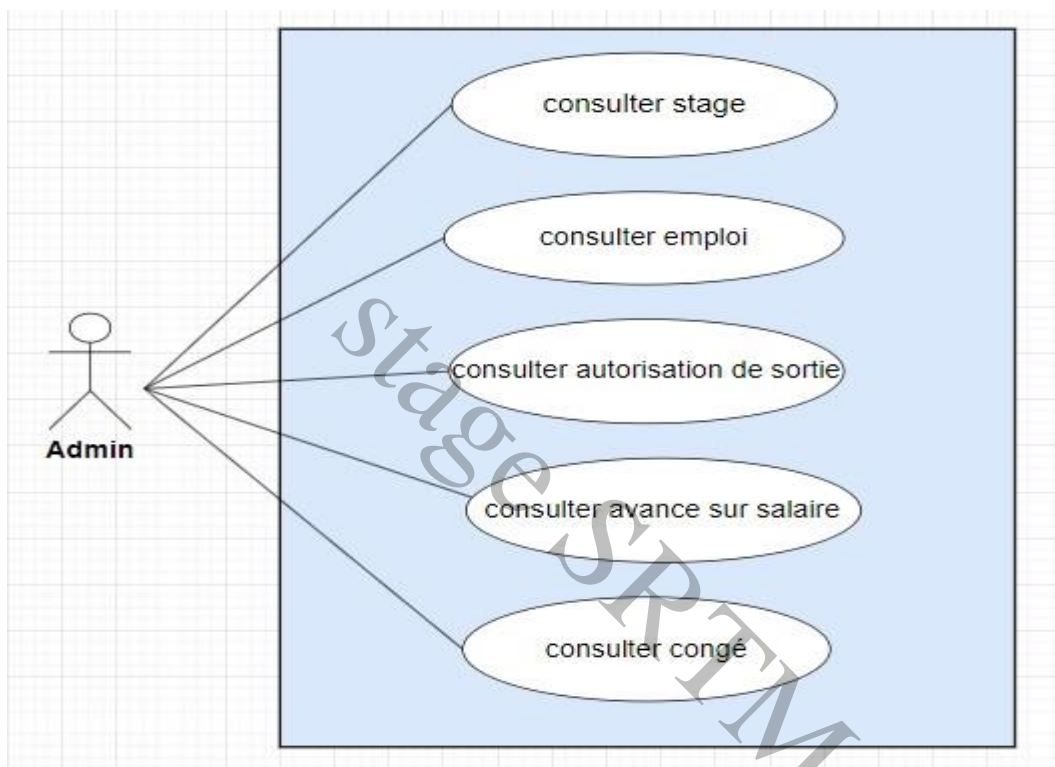 consulter stage
consulter emploi
consulter autorisation de sortie
Admin
consulter avance sur salaire
consulter congé
stage SRTM